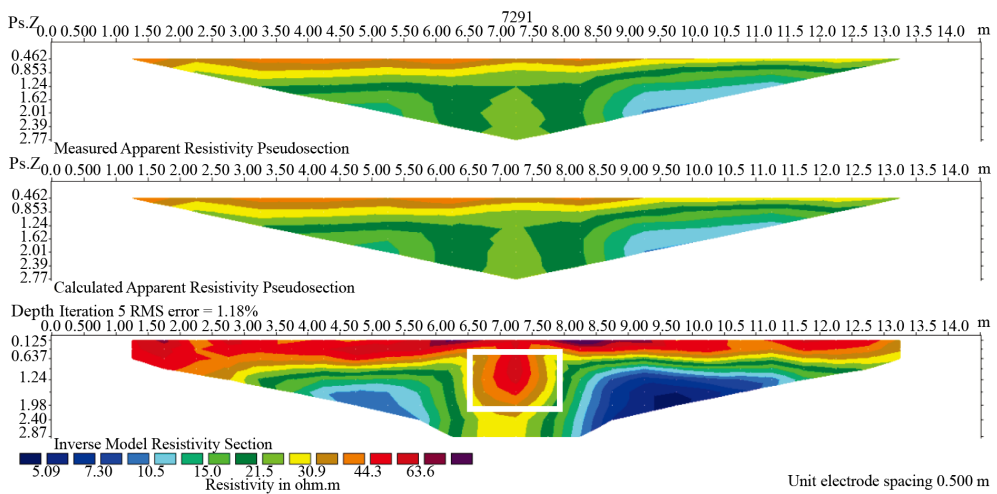 7291
Ps.Z 0.0 0.500 1.00 1.50 2.00 2.50 3.00 3.50 4.00 4.50 5.00 5.50 6.00 6.50 7.00 7.50 8.00 8.50 9.00 9.50 10.0 10.5 11.0 11.5 12.0 12.5 13.0 13.5 14.0 m
0.462
0.853
1.24
1.62
2.01
2.39
2.77
Measured Apparent Resistivity Pseudosection
Ps.Z 0.0 0.500 1.00 1.50 2.00 2.50 3.00 3.50 4.00 4.50 5.00 5.50 6.00 6.50 7.00 7.50 8.00 8.50 9.00 9.50 10.0 10.5 11.0 11.5 12.0 12.5 13.0 13.5 14.0 m
0.462
0.853
1.24
1.62
2.01
2.39
2.77
Calculated Apparent Resistivity Pseudosection
Depth Iteration 5 RMS error = 1.18%
0.0 0.500 1.00 1.50 2.00 2.50 3.00 3.50 4.00 4.50 5.00 5.50 6.00 6.50 7.00 7.50 8.00 8.50 9.00 9.50 10.0 10.5 11.0 11.5 12.0 12.5 13.0 13.5 14.0 m
0.125
0.637
1.24
1.98
2.40
2.87
Inverse Model Resistivity Section
5.09 7.30 10.5 15.0 21.5 30.9 44.3 63.6
Resistivity in ohm.m
Unit electrode spacing 0.500 m